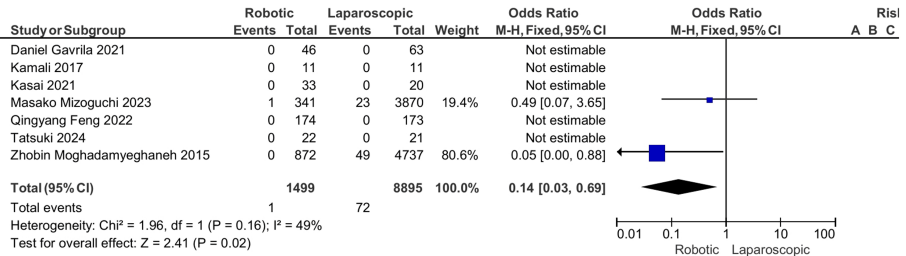 Robotic Laparoscopic Odds Ratio Odds Ratio Ris
Study or Subgroup Events Total Events Total Weight M-H, Fixed, 95% CI M-H, Fixed, 95% CI A B C
Daniel Gavrila 2021 0 46 0 63 Not estimable
Kamali 2017 0 11 0 11 Not estimable
Kasai 2021 0 33 0 20 Not estimable
Masako Mizoguchi 2023 1 341 23 3870 19.4% 0.49 [0.07, 3.65]
Qingyang Feng 2022 0 174 0 173 Not estimable
Tatsuki 2024 0 22 0 21 Not estimable
Zhobin Moghadamyeghaneh 2015 0 872 49 4737 80.6% 0.05 [0.00, 0.88]
Total (95% CI) 1499 8895 100.0% 0.14 [0.03, 0.69]
Total events 1 72
Heterogeneity: Chi² = 1.96, df = 1 (P = 0.16); I² = 49%
Test for overall effect: Z = 2.41 (P = 0.02)
0.01 0.1 1 10 100
Robotic Laparoscopic